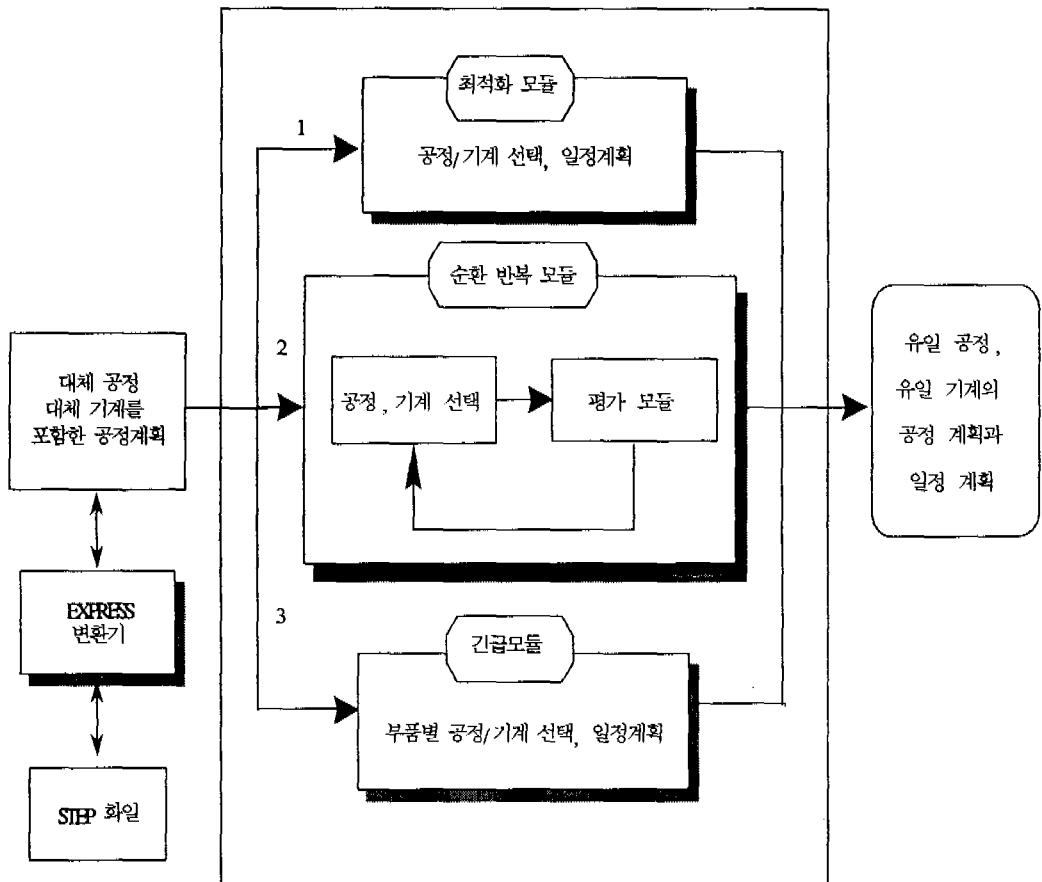 최적화 모듈
1
공정/기계 선택, 일정계획
순환 반복 모듈
2
대체 공정
대체 기계를
포함한 공정계획
공정, 기계 선택
평가 모듈
유일 공정,
유일 기계의
공정 계획과
일정 계획
EXPRESS
변환기
3
긴급모듈
부품별 공정/기계 선택, 일정계획
STEP 화일